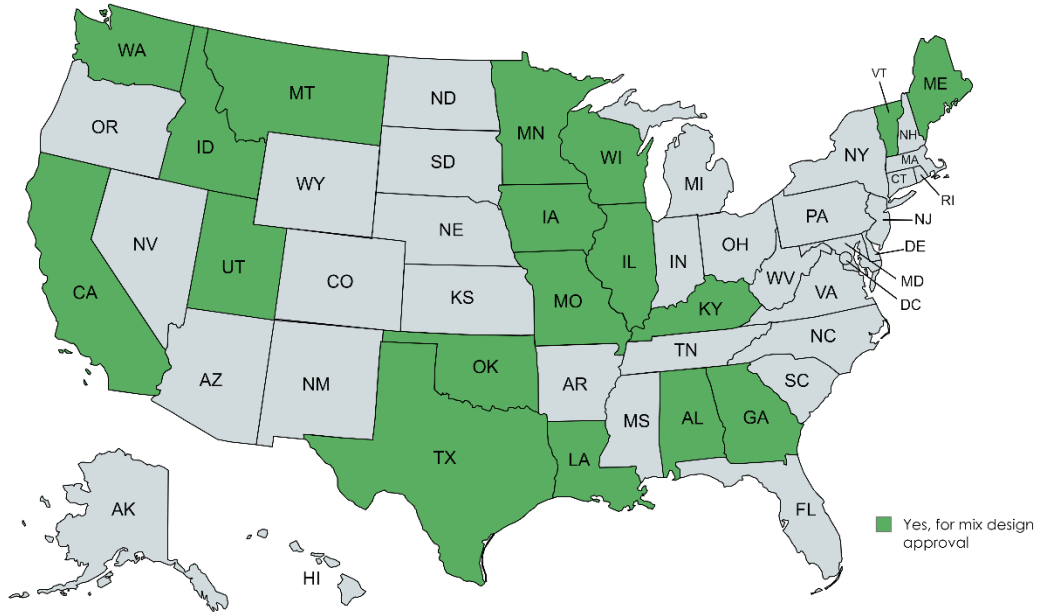 WA
MT
ND
MN
VT
ME
OR
ID
SD
WI
NH
WY
MI
NY
MA
CT
RI
IA
NE
PA
NJ
NV
UT
CO
IL
IN
OH
DE
CA
KS
MO
WV
VA
MD
DC
KY
NC
TN
AZ
NM
OK
AR
SC
MS
AL
GA
TX
LA
AK
FL
HI
Yes, for mix design
approval